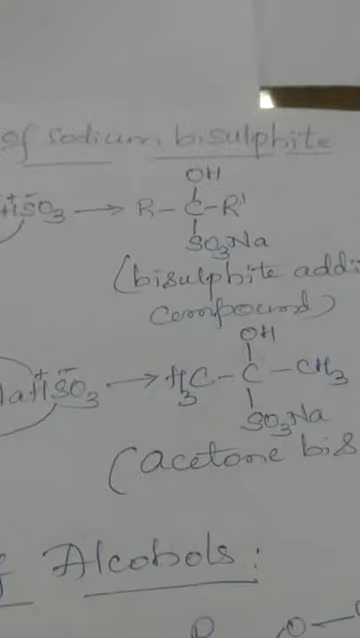 of sodium bisulphite
OH
HSO3 → R-C-R'
SO3Na
(bisulphite addi
compound)
OH
NaHSO3 → H3C-C-CH3
SO3Na
(acetone bis
Alcohols:
R
O